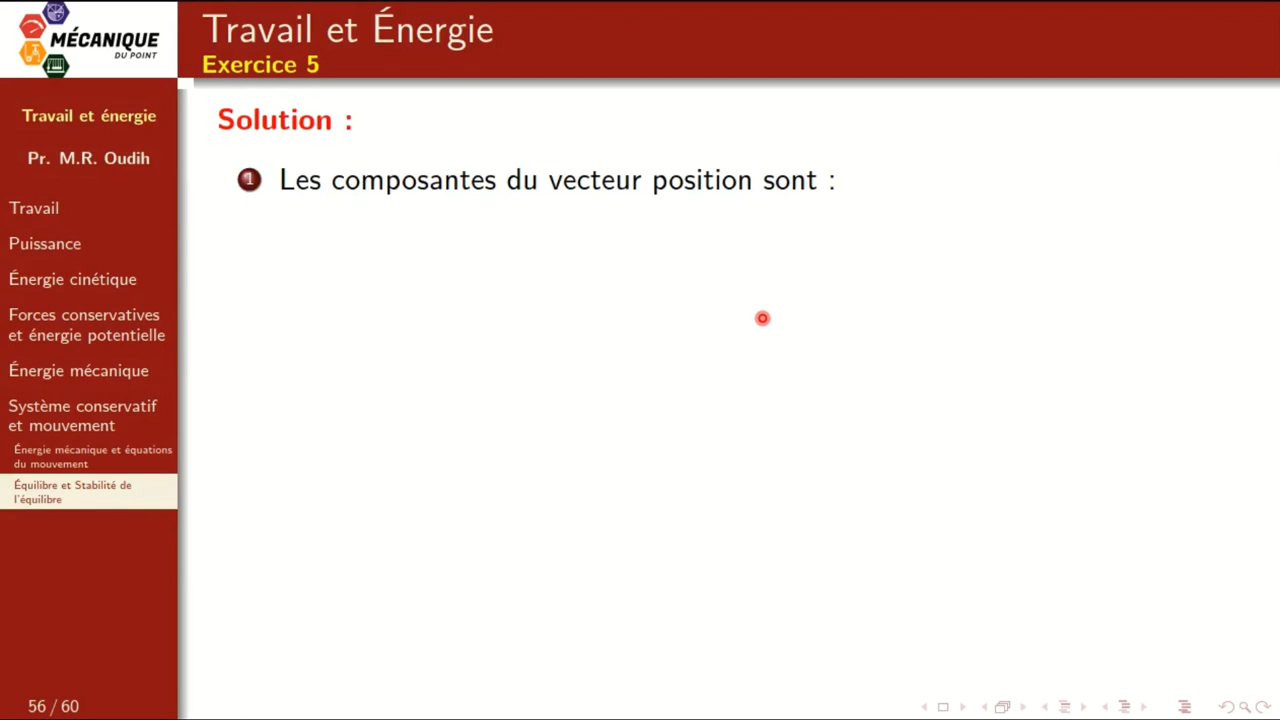 MÉCANIQUE
DU POINT
Travail et Énergie
Exercice 5
Travail et énergie
Pr. M.R. Oudih
Travail
Puissance
Énergie cinétique
Forces conservatives
et énergie potentielle
Énergie mécanique
Système conservatif
et mouvement
Énergie mécanique et équations
du mouvement
Équilibre et Stabilité de
l'équilibre
56 / 60
Solution :
1 Les composantes du vecteur position sont :